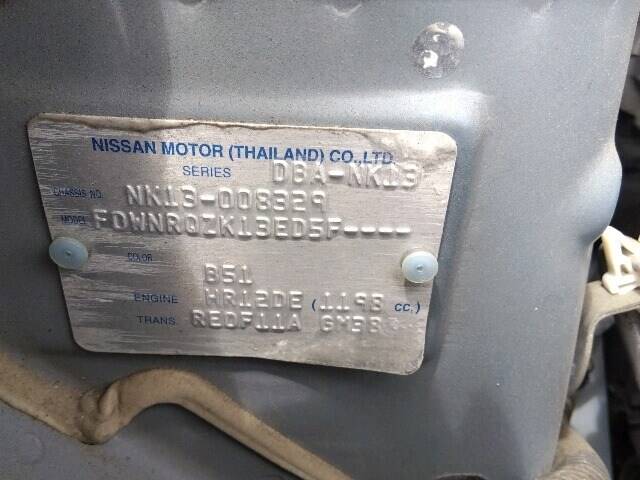 NISSAN MOTOR (THAILAND) CO.,LTD.
SERIES DBA-NK13
CHASSIS NO. NK13-008329
MODEL FDWNRQZK13ED5F----
COLOR
B51
ENGINE HR12DE (1198 CC.)
TRANS. RE0F11A GM38